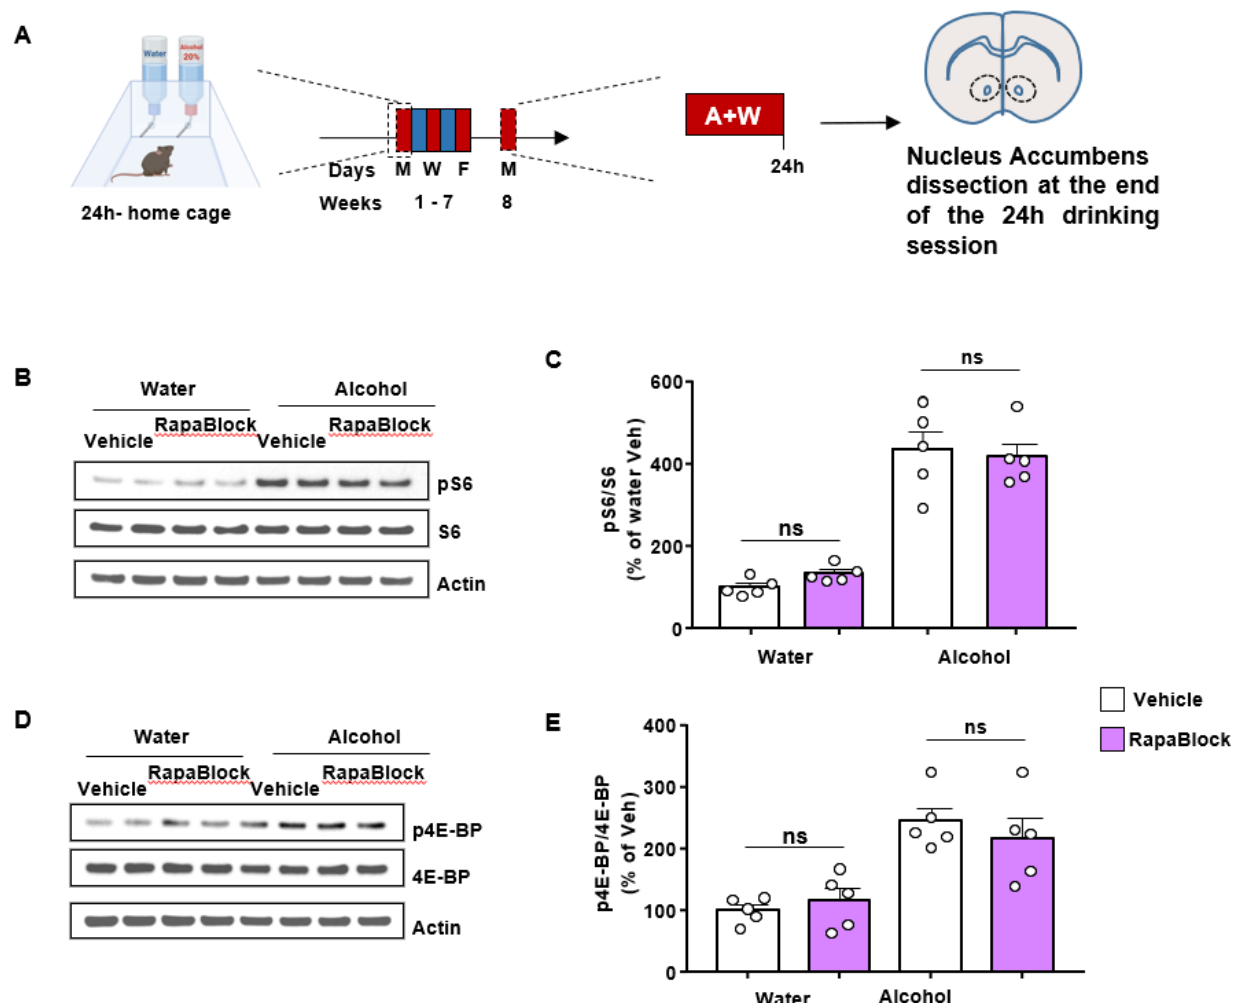 A
Water
Alcohol
20%
24h- home cage
Days M W F M
Weeks 1 - 7 8
A+W
24h
Nucleus Accumbens
dissection at the end
of the 24h drinking
session
B
Water Alcohol
RapaBlock RapaBlock
Vehicle Vehicle
pS6
S6
Actin
C
pS6/S6
(% of water Veh)
600
400
200
0
ns
ns
Water Alcohol
Vehicle
RapaBlock
D
Water Alcohol
RapaBlock RapaBlock
Vehicle Vehicle
p4E-BP
4E-BP
Actin
E
p4E-BP/4E-BP
(% of Veh)
400
300
200
100
0
ns
ns
Water Alcohol